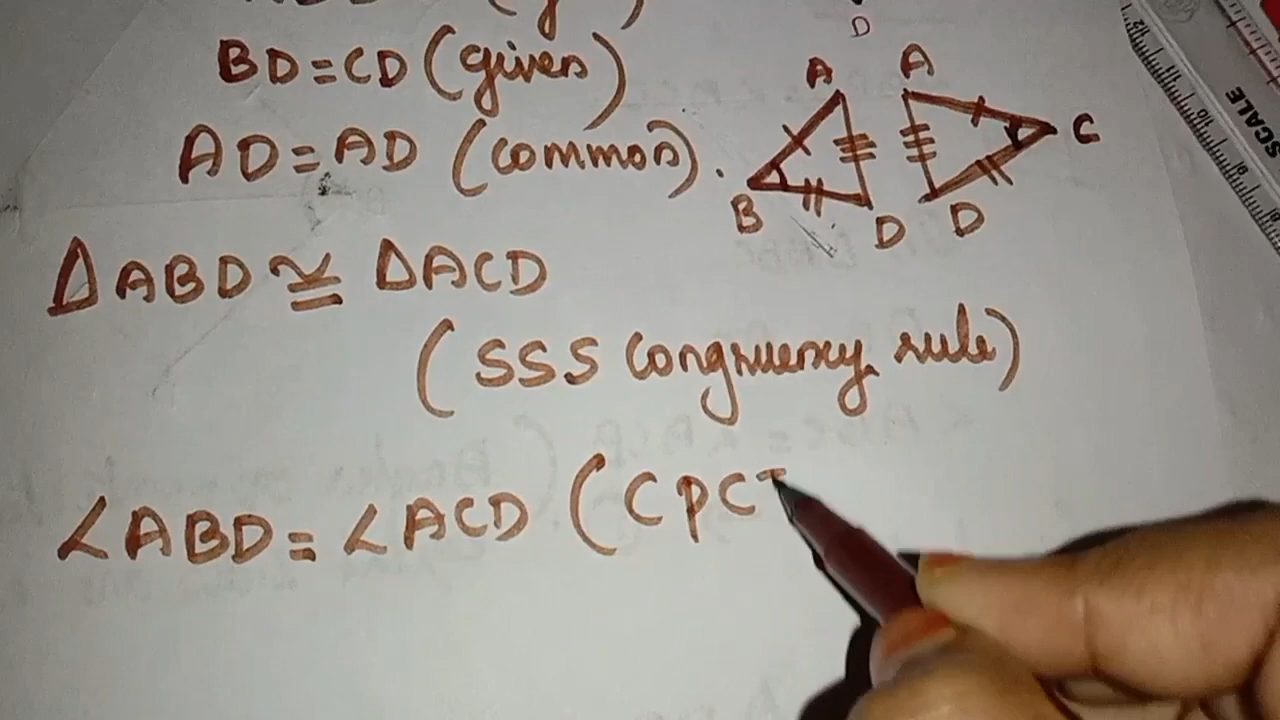 D
BD=CD (given)
AD=AD (common).
A A
C
B D D
ΔABD ≅ ΔACD
(SSS Congruency rule)
∠ABD = ∠ACD (CPCT
SCALE